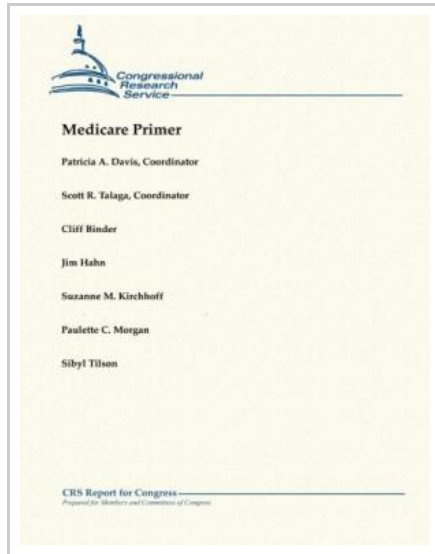 Congressional
Research
Service
Medicare Primer
Patricia A. Davis, Coordinator
Scott R. Talaga, Coordinator
Cliff Binder
Jim Hahn
Suzanne M. Kirchhoff
Paulette C. Morgan
Sibyl Tilson
CRS Report for Congress
Prepared for Members and Committees of Congress